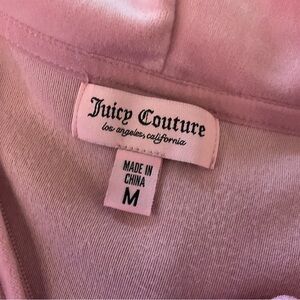 Juicy Couture
los angeles, california
MADE IN
CHINA
M